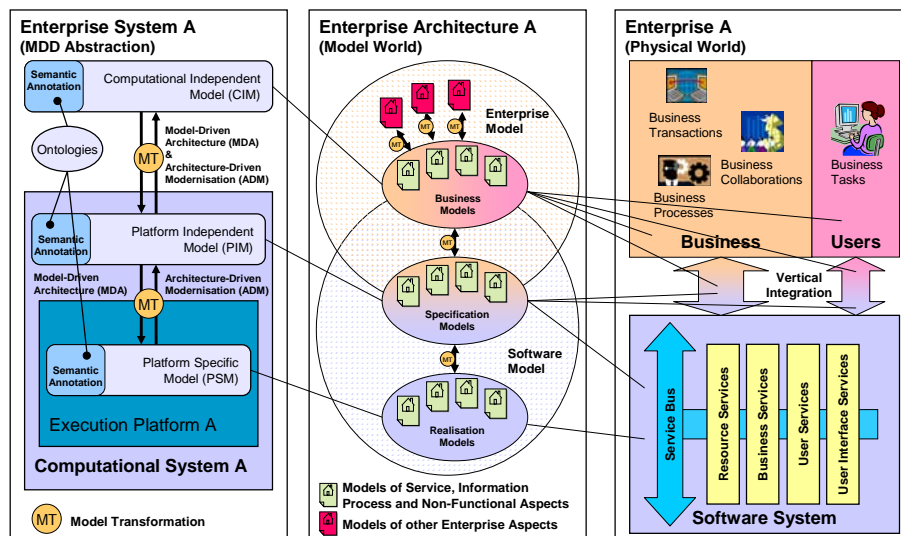 Enterprise System A
(MDD Abstraction)
Semantic
Annotation
Computational Independent
Model (CIM)
Ontologies
MT
Model-Driven
Architecture (MDA)
&
Architecture-Driven
Modernisation (ADM)
Semantic
Annotation
Platform Independent
Model (PIM)
Model-Driven
Architecture (MDA)
MT
Architecture-Driven
Modernisation (ADM)
Semantic
Annotation
Platform Specific
Model (PSM)
Execution Platform A
Computational System A
MT
Model Transformation
Enterprise Architecture A
(Model World)
Enterprise
Model
MT
MT
MT
Business
Models
MT
Specification
Models
MT
Software
Model
Realisation
Models
Models of Service, Information
Process and Non-Functional Aspects
Models of other Enterprise Aspects
Enterprise A
(Physical World)
Business
Transactions
Business
Collaborations
Business
Processes
Business
Business
Tasks
Users
Vertical
Integration
Service Bus
Resource Services
Business Services
User Services
User Interface Services
Software System